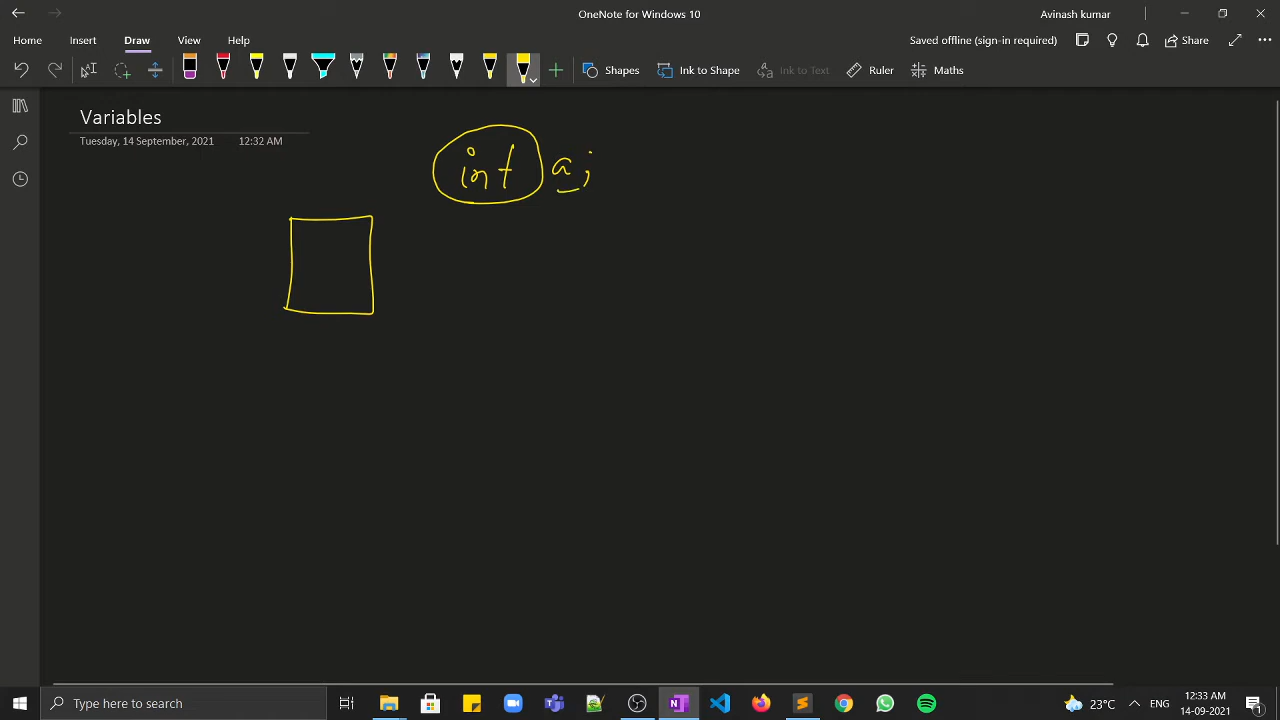 OneNote for Windows 10
Avinash kumar
Home Insert Draw View Help
Saved offline (sign-in required) Share
Shapes Ink to Shape Ink to Text Ruler Maths
Variables
Tuesday, 14 September, 2021 12:32 AM
int a;
Type here to search
23°C ENG
12:33 AM
14-09-2021